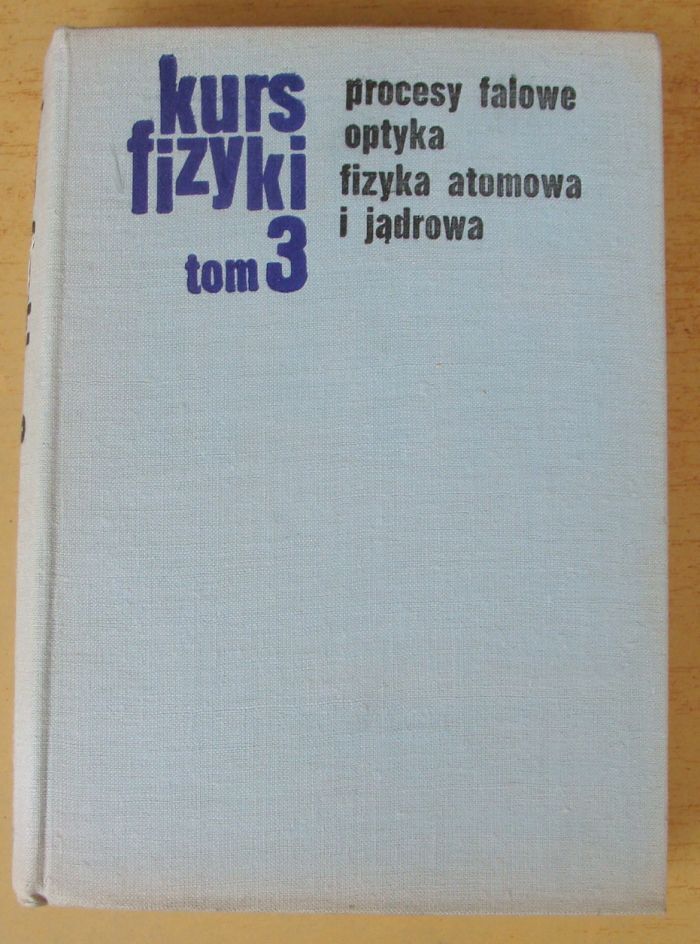 kurs
fizyki
tom 3
procesy falowe
optyka
fizyka atomowa
i jądrowa